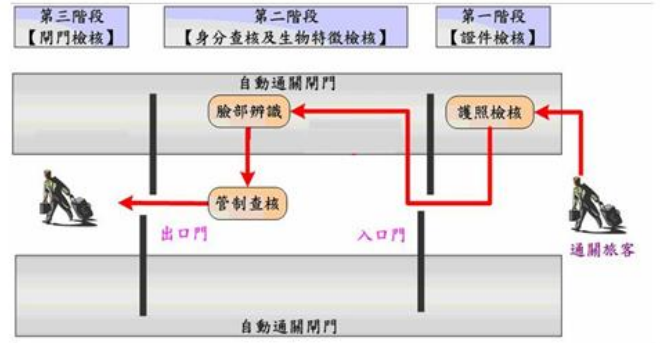 第三階段
【閘門檢核】
第二階段
【身分查核及生物特徵檢核】
第一階段
【證件檢核】
自動通關閘門
臉部辨識
護照檢核
管制查核
出口門
入口門
通關旅客
自動通關閘門